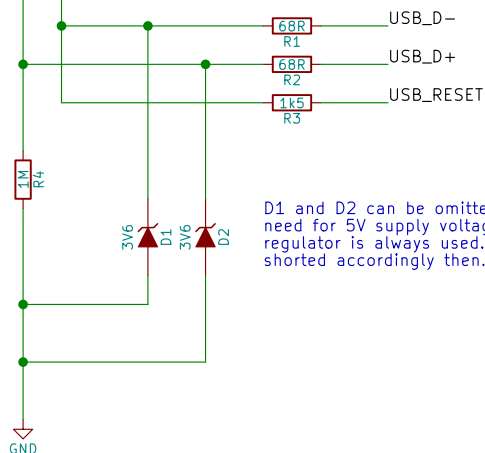 USB_D-
68R
R1
USB_D+
68R
R2
USB_RESET
1k5
R3
1M
R4
3V6
D1
3V6
D2
D1 and D2 can be omitte
need for 5V supply voltag
regulator is always used.
shorted accordingly then.
GND